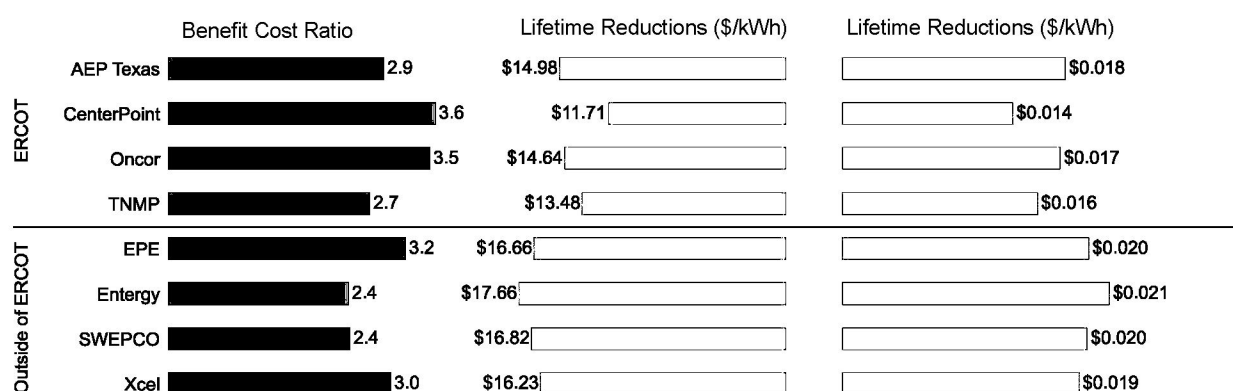 Benefit Cost Ratio Lifetime Reductions ($/kWh) Lifetime Reductions ($/kWh)
ERCOT
AEP Texas 2.9 $14.98 $0.018
CenterPoint 3.6 $11.71 $0.014
Oncor 3.5 $14.64 $0.017
TNMP 2.7 $13.48 $0.016
Outside of ERCOT
EPE 3.2 $16.66 $0.020
Entergy 2.4 $17.66 $0.021
SWEPCO 2.4 $16.82 $0.020
Xcel 3.0 $16.23 $0.019